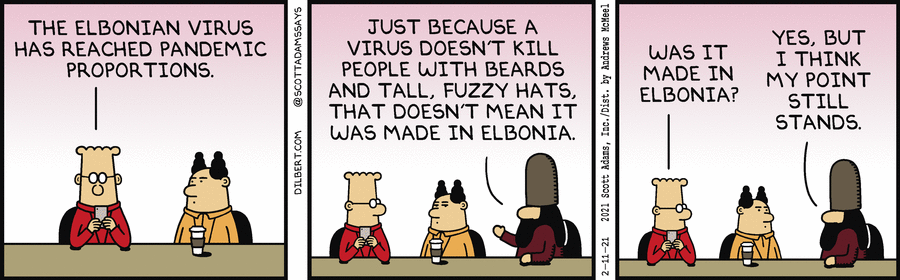 THE ELBONIAN VIRUS
HAS REACHED PANDEMIC
PROPORTIONS.
DILBERT.COM @SCOTTADAMSSAYS
JUST BECAUSE A
VIRUS DOESN'T KILL
PEOPLE WITH BEARDS
AND TALL, FUZZY HATS,
THAT DOESN'T MEAN IT
WAS MADE IN ELBONIA.
2-11-21 2021 Scott Adams, Inc./Dist. by Andrews McMeel
WAS IT
MADE IN
ELBONIA?
YES, BUT
I THINK
MY POINT
STILL
STANDS.